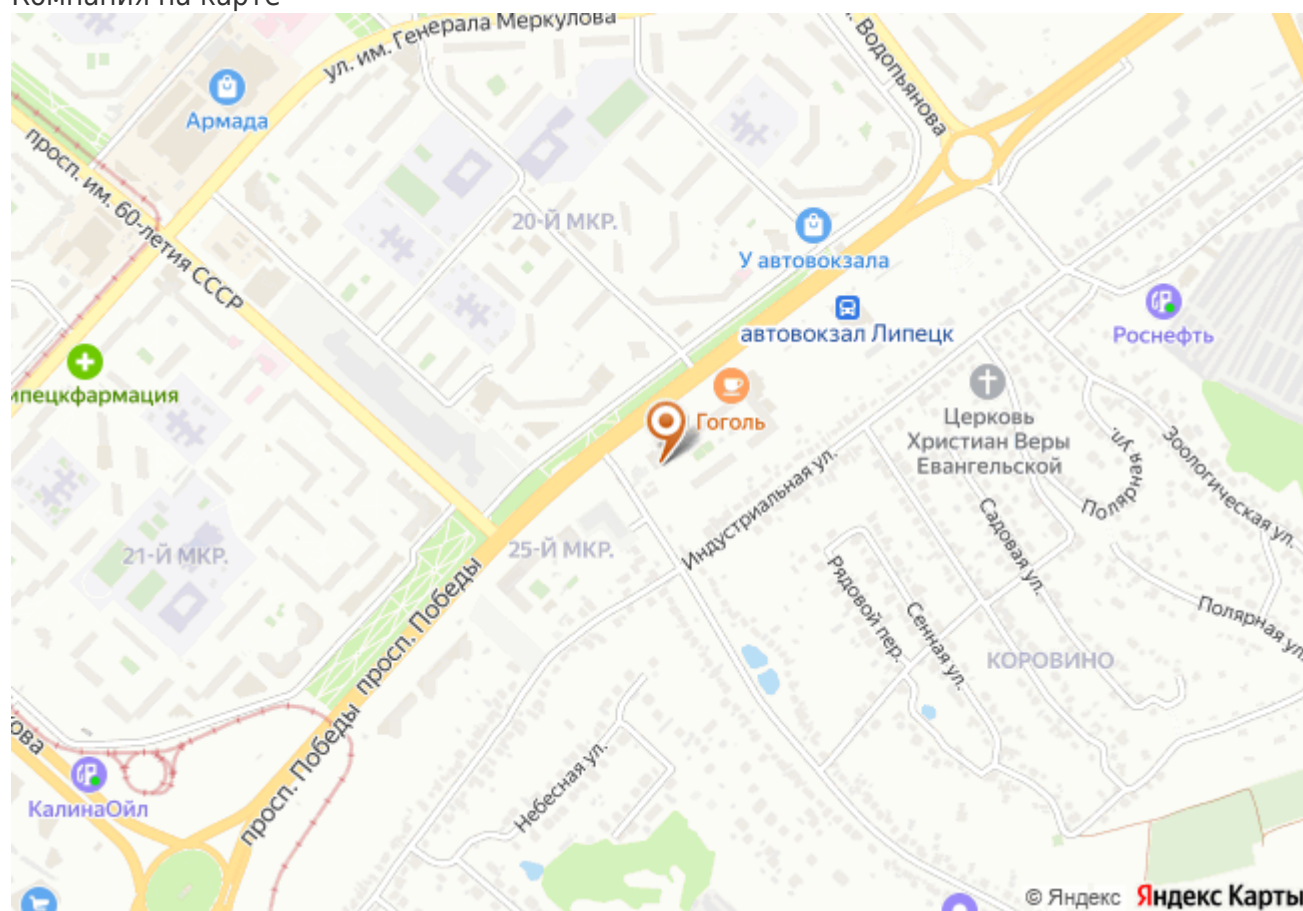 Компания на карте
ул. им. Генерала Меркулова
Водопьянова
Армада
просп. им. 60-летия СССР
20-Й МКР.
У автовокзала
автовокзал Липецк
Роснефть
ипецкфармация
Гоголь
Церковь
Христиан Веры
Евангельской
Полярная ул.
Зоологическая ул.
Индустриальная ул.
Садовая ул.
21-Й МКР.
25-Й МКР.
Рядовой пер.
Сенная ул.
Полярная ул.
просп. Победы
КОРОВИНО
просп. Победы
ова
Небесная ул.
КалинаОйл
© Яндекс Яндекс Карты